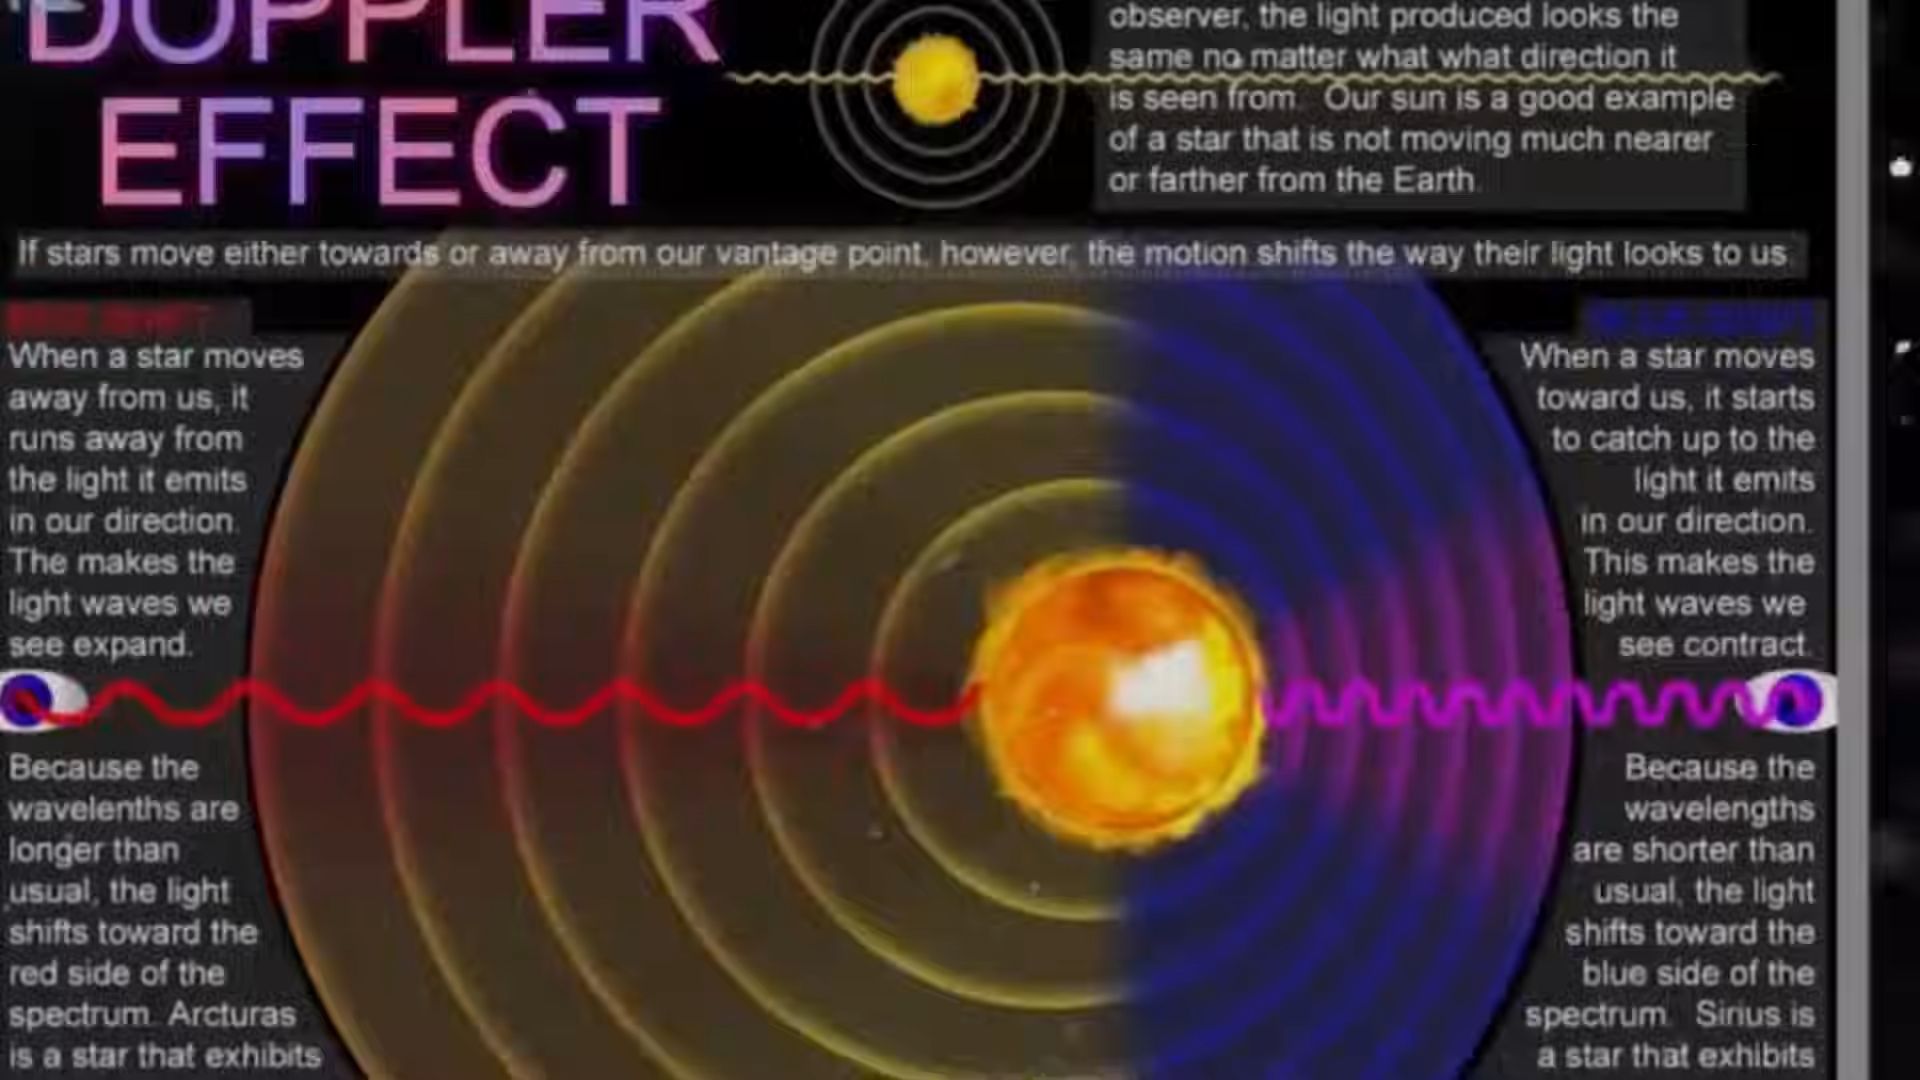 DOPPLER
EFFECT
observer, the light produced looks the
same no matter what what direction it
is seen from. Our sun is a good example
of a star that is not moving much nearer
or farther from the Earth.
If stars move either towards or away from our vantage point, however, the motion shifts the way their light looks to us.
RED SHIFT
When a star moves
away from us, it
runs away from
the light it emits
in our direction.
The makes the
light waves we
see expand.
Because the
wavelenths are
longer than
usual, the light
shifts toward the
red side of the
spectrum. Arcturas
is a star that exhibits
BLUE SHIFT
When a star moves
toward us, it starts
to catch up to the
light it emits
in our direction.
This makes the
light waves we
see contract.
Because the
wavelengths
are shorter than
usual, the light
shifts toward the
blue side of the
spectrum. Sirius is
a star that exhibits